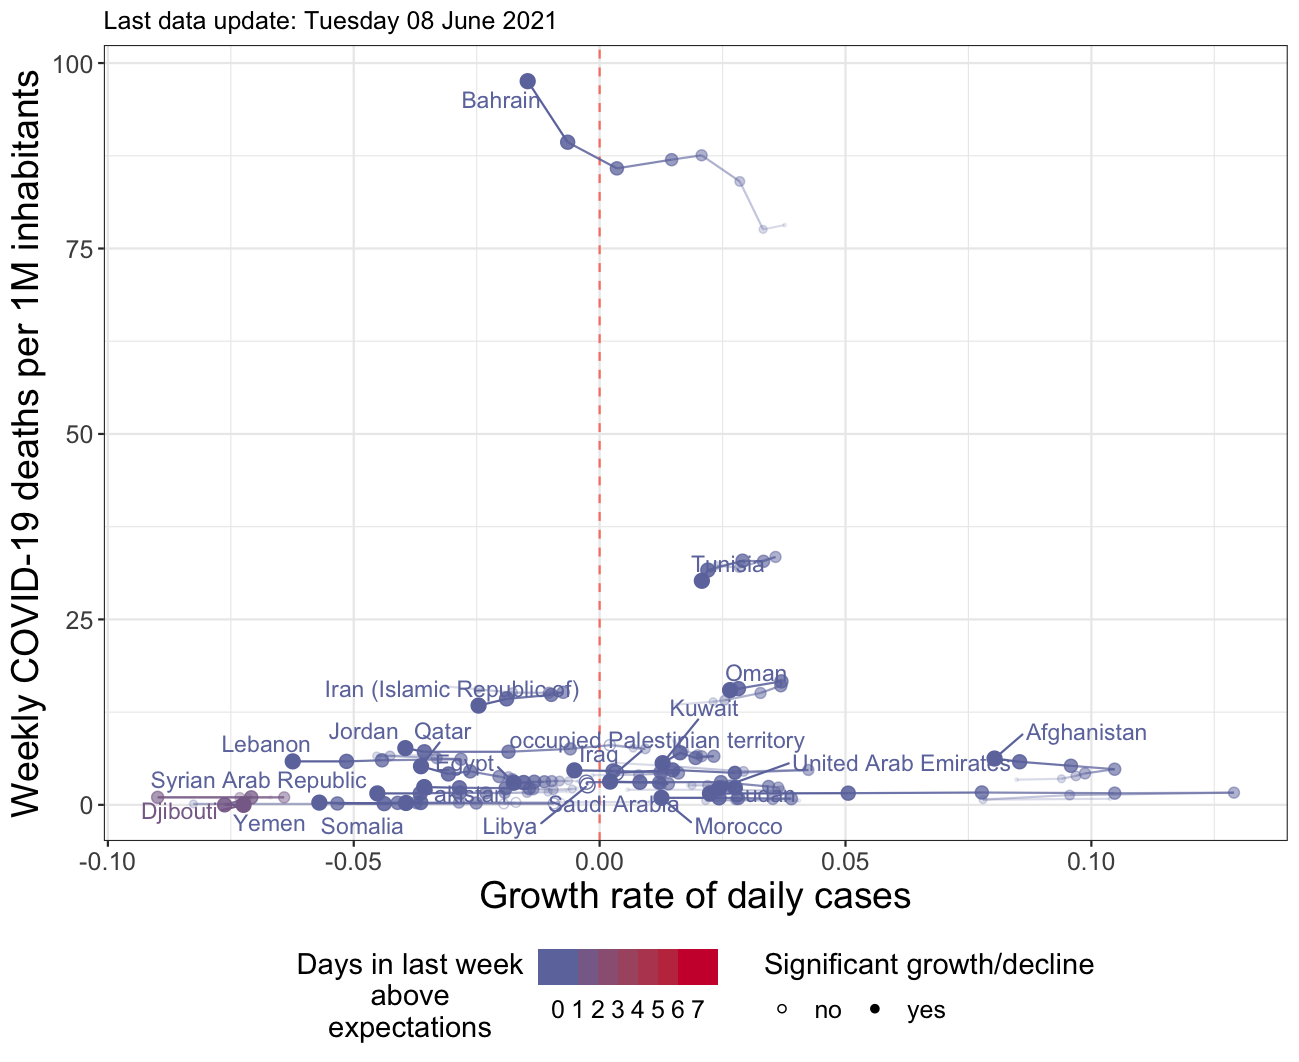 Last data update: Tuesday 08 June 2021
Weekly COVID-19 deaths per 1M inhabitants
100
75
50
25
0
Bahrain
Tunisia
Oman
Iran (Islamic Republic of)
Kuwait
Jordan
Qatar
Afghanistan
Lebanon
occupied Palestinian territory
Iraq
Egypt
United Arab Emirates
Syrian Arab Republic
Saudi Arabia
Djibouti
Yemen
Somalia
Libya
Morocco
-0.10
-0.05
0.00
0.05
0.10
Growth rate of daily cases
Days in last week
above
expectations
0 1 2 3 4 5 6 7
Significant growth/decline
no
yes